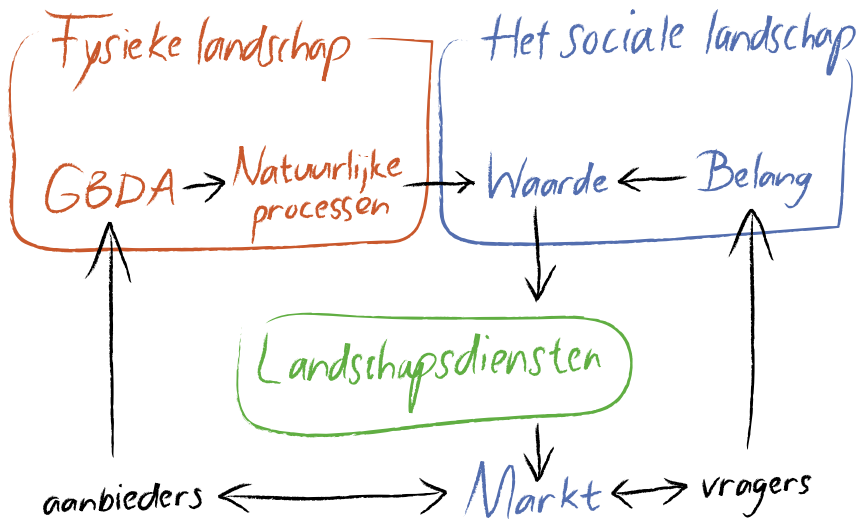 Fysieke landschap
Het sociale landschap
GBDA
Natuurlijke
processen
Waarde
Belang
Landschapsdiensten
aanbieders
Markt
vragers